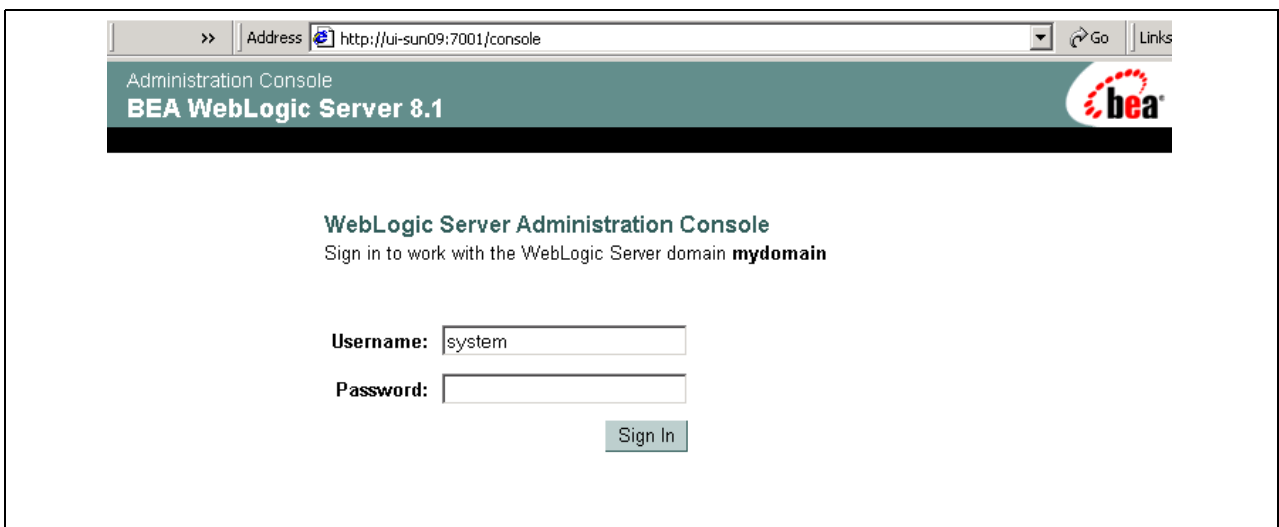 » Address http://ui-sun09:7001/console Go Links
Administration Console
BEA WebLogic Server 8.1
bea
WebLogic Server Administration Console
Sign in to work with the WebLogic Server domain mydomain
Username: system
Password:
Sign In